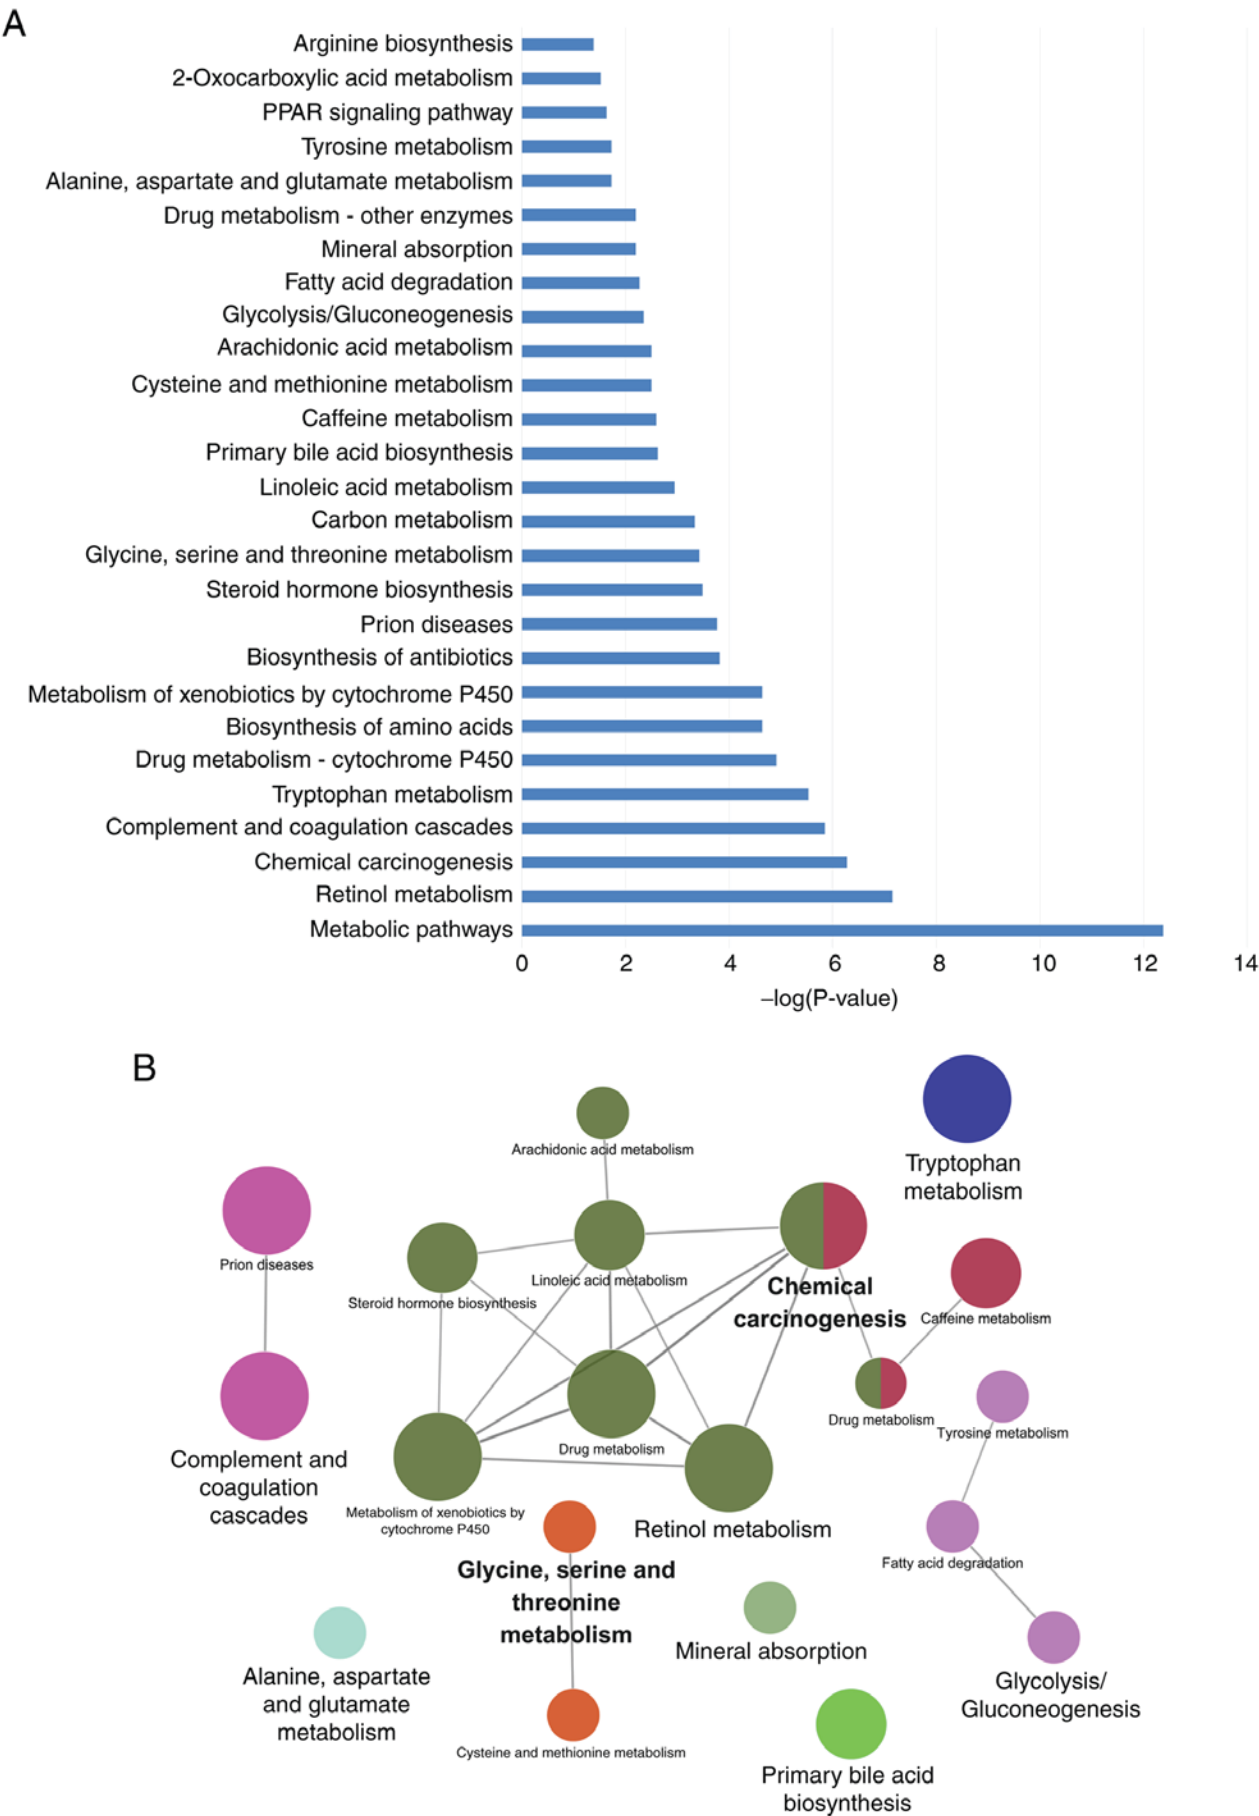 A
Arginine biosynthesis
2-Oxocarboxylic acid metabolism
PPAR signaling pathway
Tyrosine metabolism
Alanine, aspartate and glutamate metabolism
Drug metabolism - other enzymes
Mineral absorption
Fatty acid degradation
Glycolysis/Gluconeogenesis
Arachidonic acid metabolism
Cysteine and methionine metabolism
Caffeine metabolism
Primary bile acid biosynthesis
Linoleic acid metabolism
Carbon metabolism
Glycine, serine and threonine metabolism
Steroid hormone biosynthesis
Prion diseases
Biosynthesis of antibiotics
Metabolism of xenobiotics by cytochrome P450
Biosynthesis of amino acids
Drug metabolism - cytochrome P450
Tryptophan metabolism
Complement and coagulation cascades
Chemical carcinogenesis
Retinol metabolism
Metabolic pathways
0 2 4 6 8 10 12 14
–log(P-value)
B
Arachidonic acid metabolism
Tryptophan
metabolism
Prion diseases
Linoleic acid metabolism
Steroid hormone biosynthesis
Chemical
carcinogenesis
Caffeine metabolism
Drug metabolism
Tyrosine metabolism
Drug metabolism
Complement and
coagulation
cascades
Metabolism of xenobiotics by
cytochrome P450
Retinol metabolism
Fatty acid degradation
Glycine, serine and
threonine
metabolism
Mineral absorption
Alanine, aspartate
and glutamate
metabolism
Glycolysis/
Gluconeogenesis
Cysteine and methionine metabolism
Primary bile acid
biosynthesis